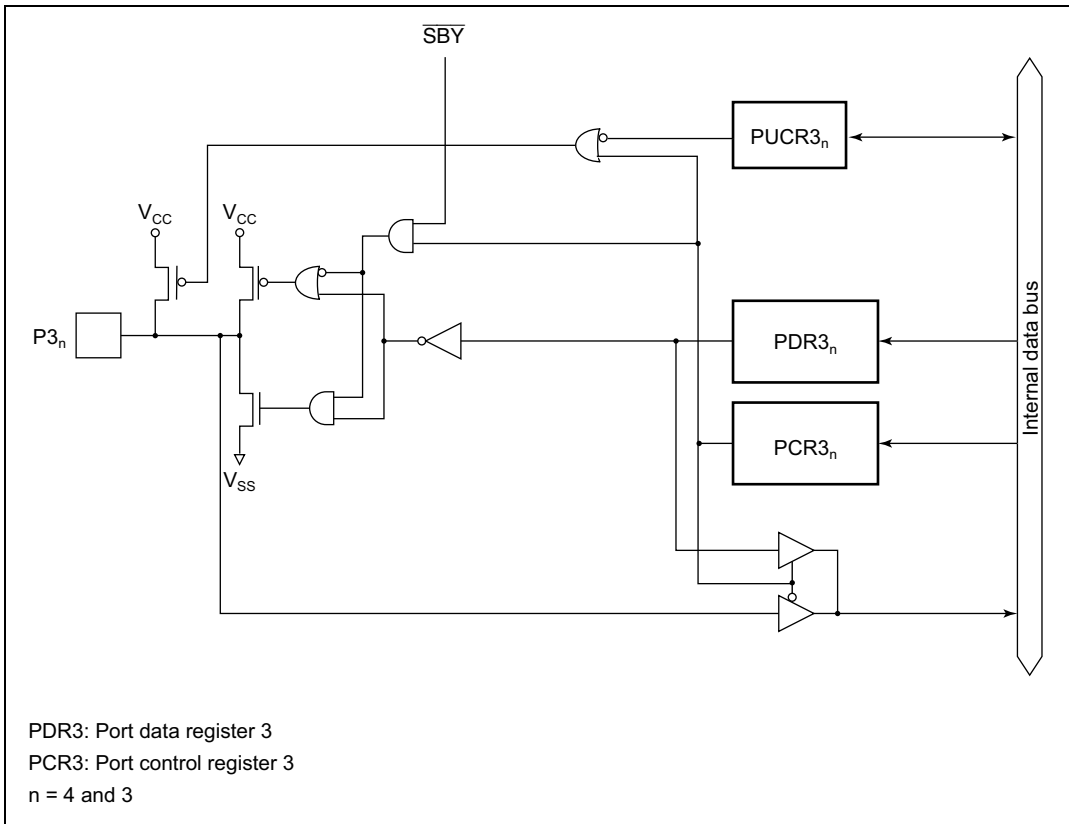 S̅B̅Y̅
PUCR3n
VCC
VCC
P3n
PDR3n
PCR3n
VSS
Internal data bus
PDR3: Port data register 3
PCR3: Port control register 3
n = 4 and 3